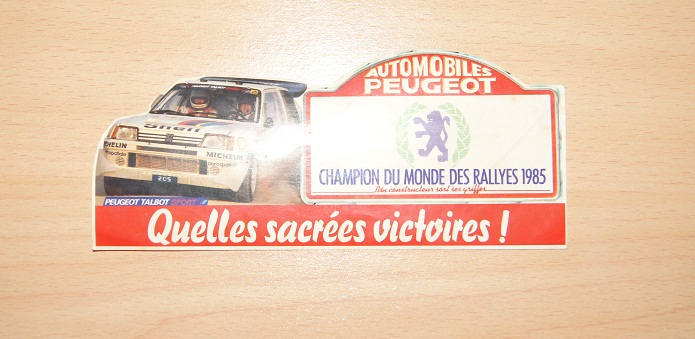 AUTOMOBILES
PEUGEOT
CHAMPION DU MONDE DES RALLYES 1985
Un constructeur sort ses griffes
Shell
MICHELIN
205
PEUGEOT TALBOT SPORT
Quelles sacrées victoires !